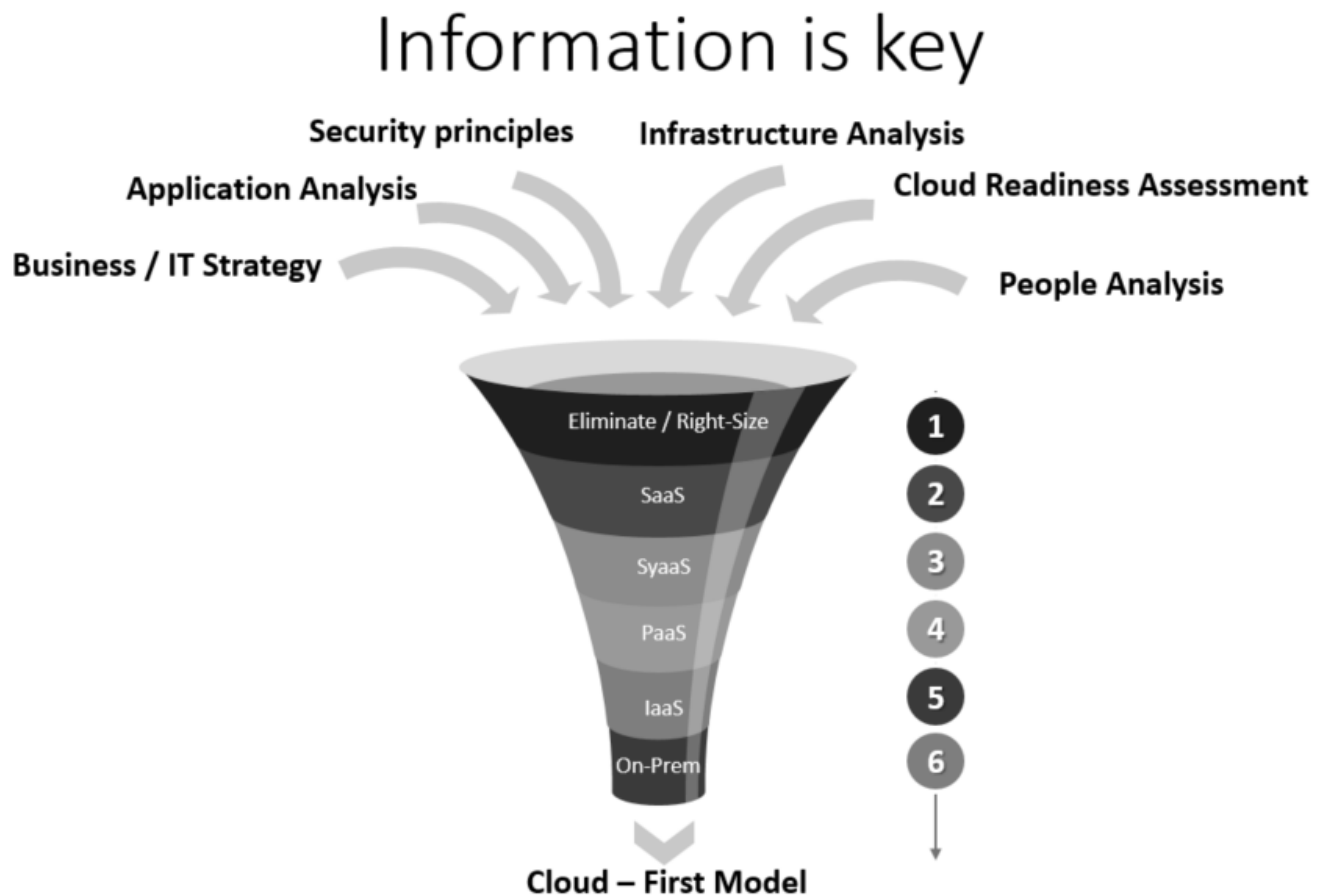 Information is key
Security principles
Infrastructure Analysis
Application Analysis
Cloud Readiness Assessment
Business / IT Strategy
People Analysis
Eliminate / Right-Size
1
SaaS
2
SyaaS
3
PaaS
4
IaaS
5
On-Prem
6
Cloud – First Model